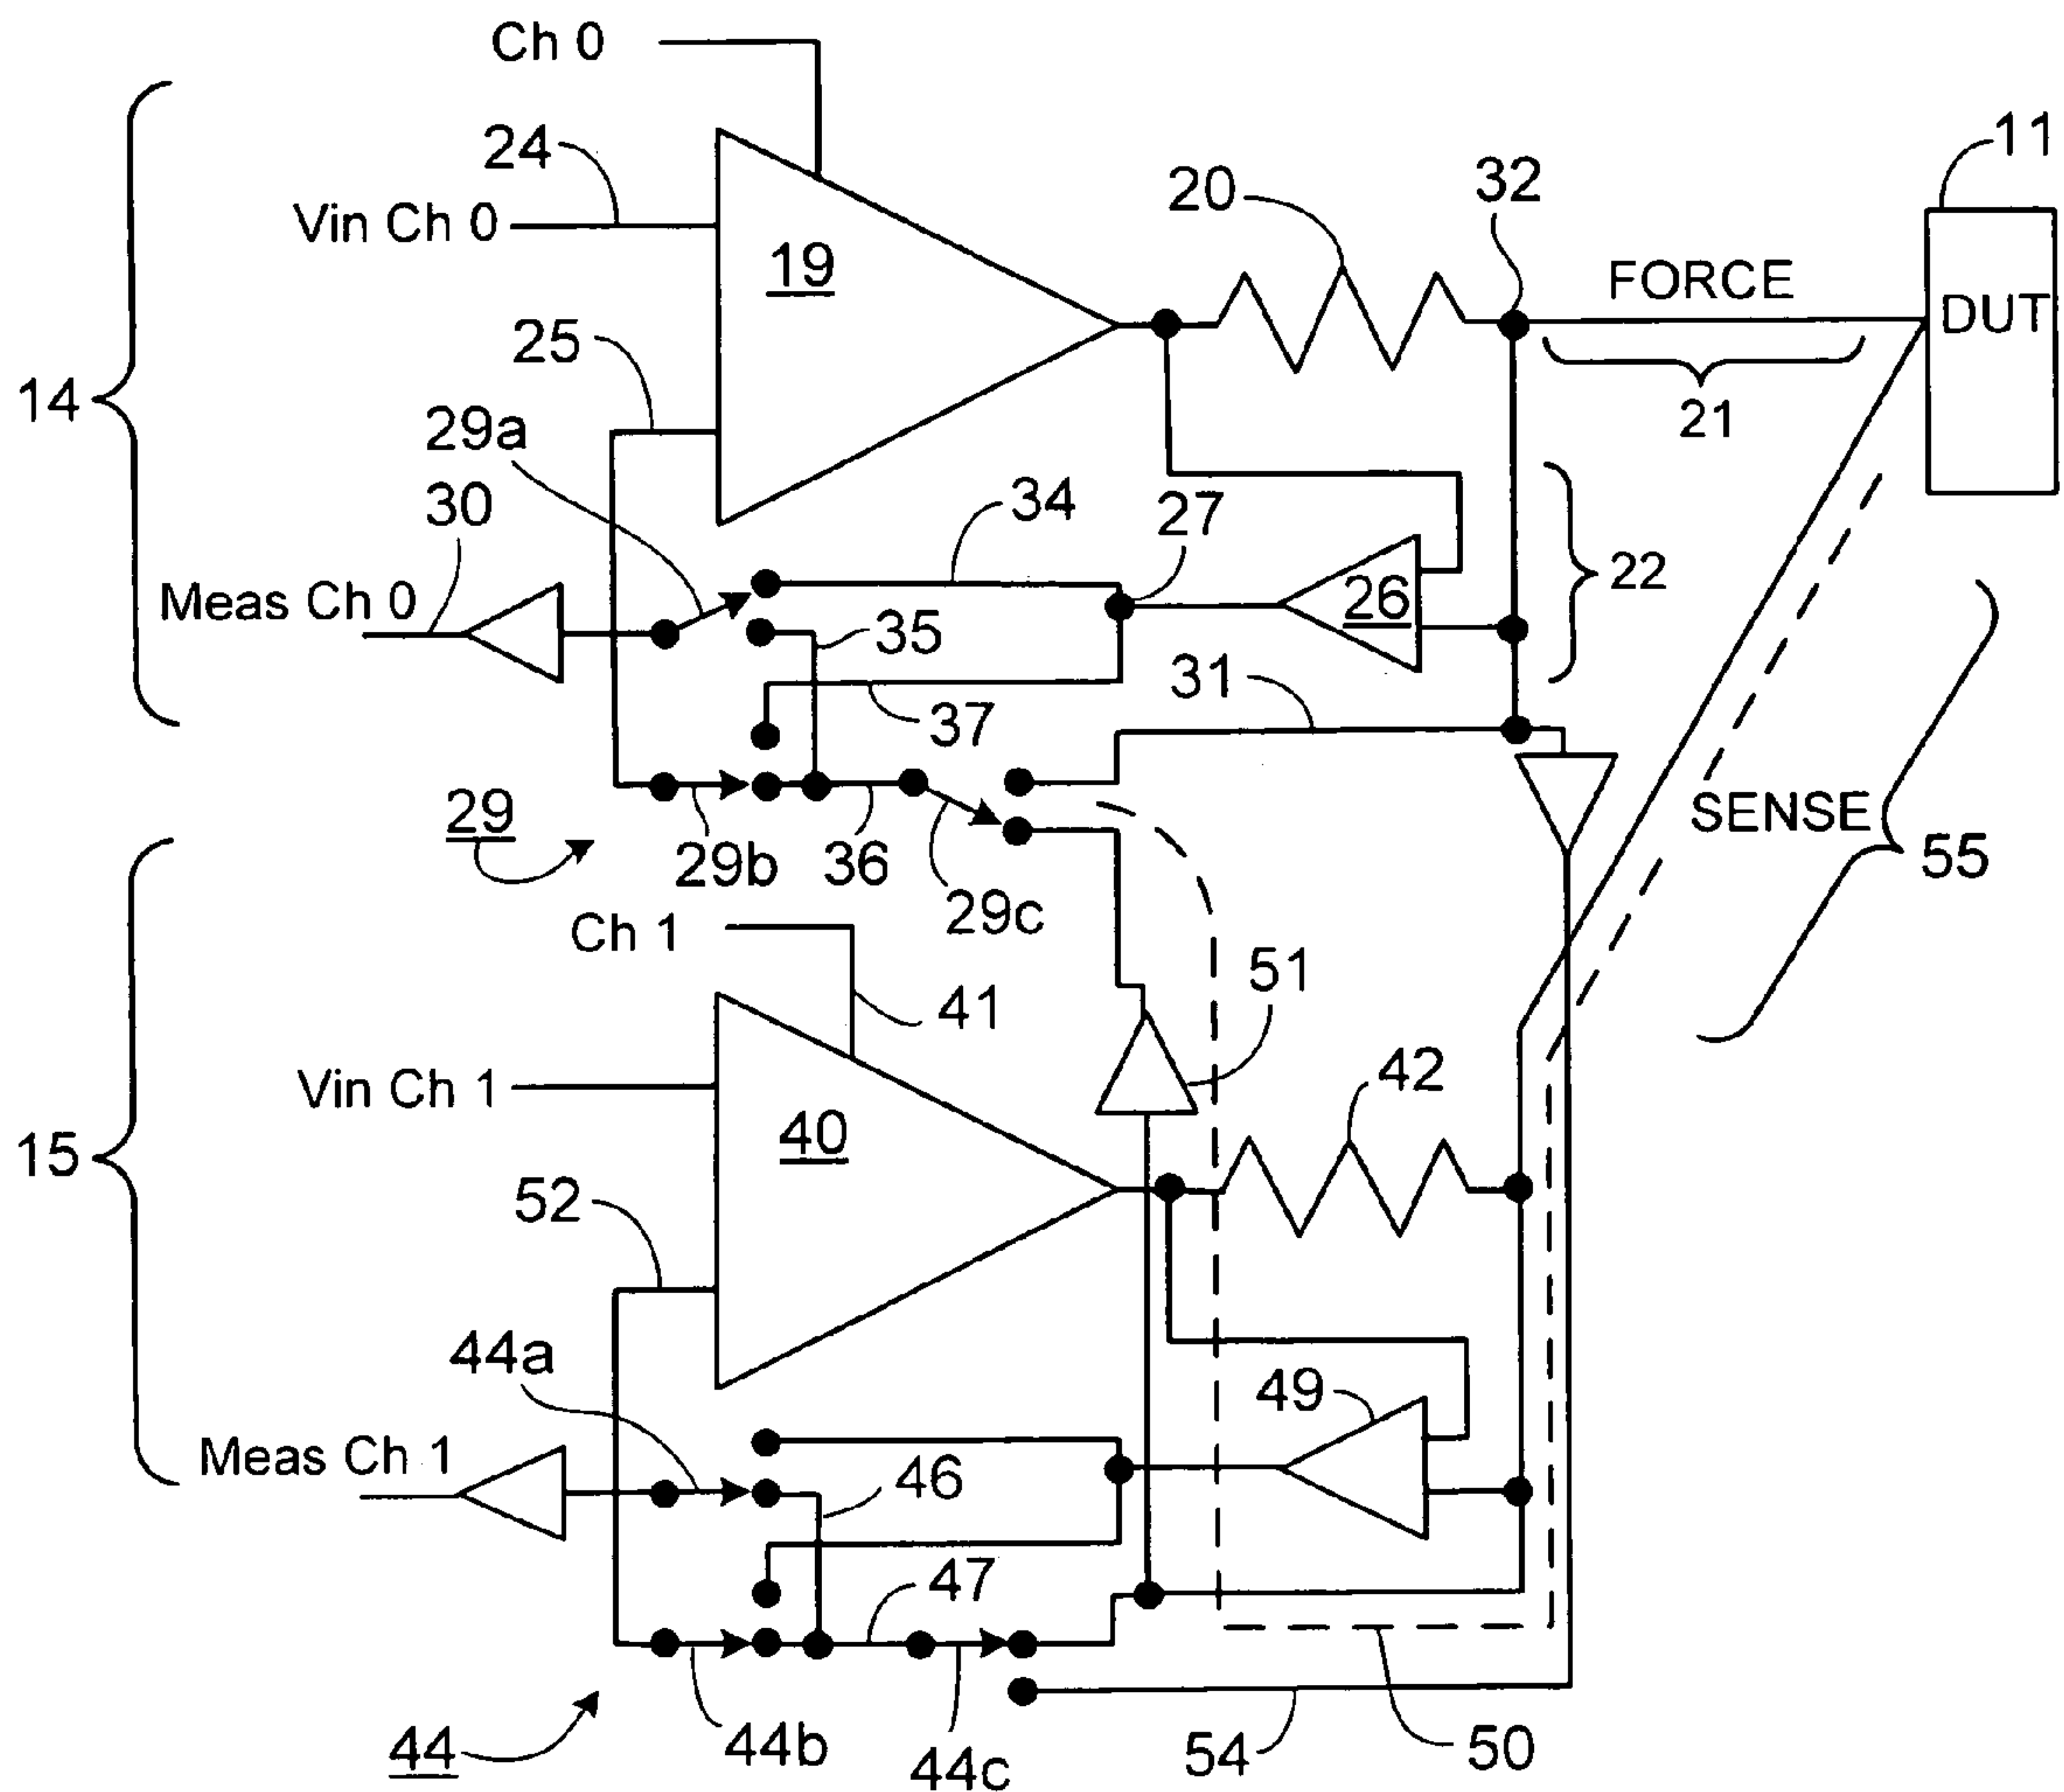 Ch 0
11
24
20
32
Vin Ch 0
19
FORCE
DUT
25
14
29a
21
30
34
27
22
Meas Ch 0
26
35
31
37
SENSE
29
29b
36
29c
55
Ch 1
51
41
42
Vin Ch 1
40
15
52
44a
49
Meas Ch 1
46
47
44
44b
44c
54
50